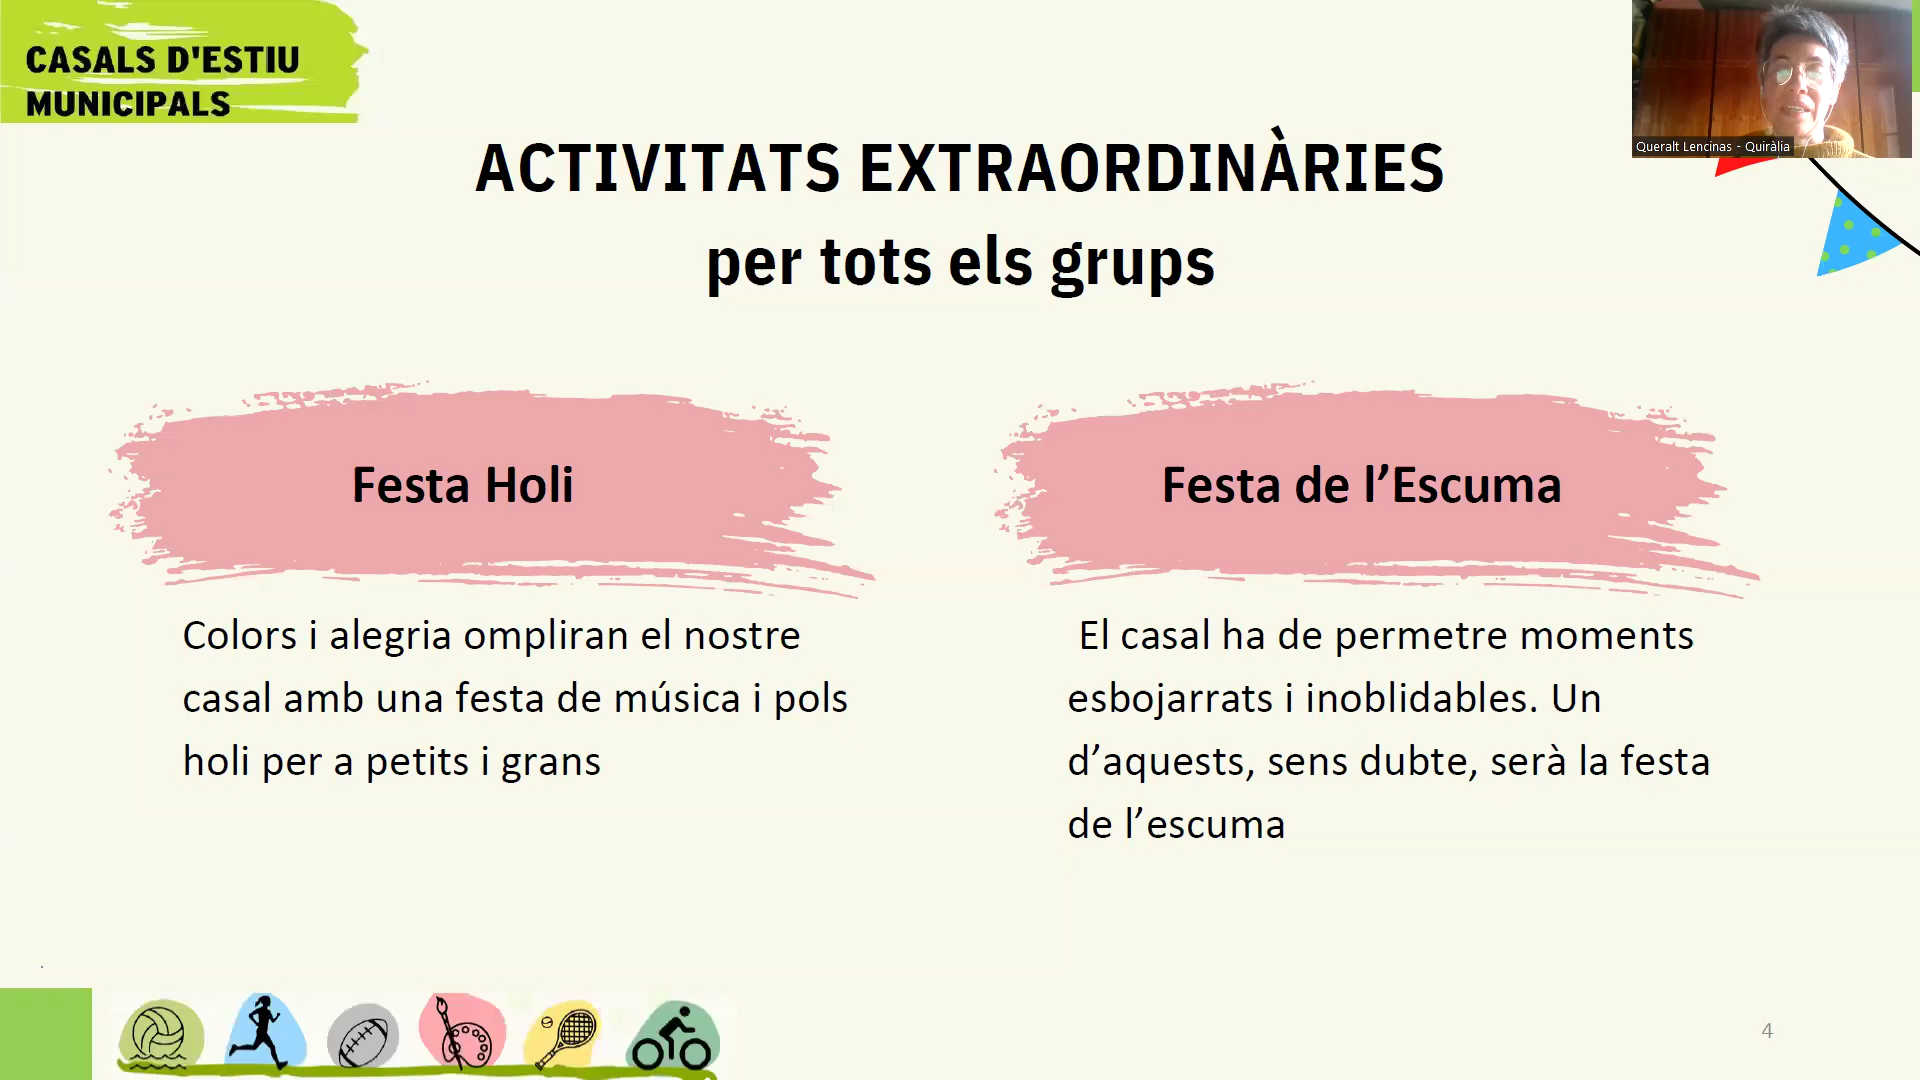 CASALS D'ESTIU
MUNICIPALS
Queralt Lencinas - Quiràlia
ACTIVITATS EXTRAORDINÀRIES
per tots els grups
Festa Holi
Colors i alegria ompliran el nostre
casal amb una festa de música i pols
holi per a petits i grans
Festa de l’Escuma
El casal ha de permetre moments
esbojarrats i inoblidables. Un
d’aquests, sens dubte, serà la festa
de l’escuma
.
4